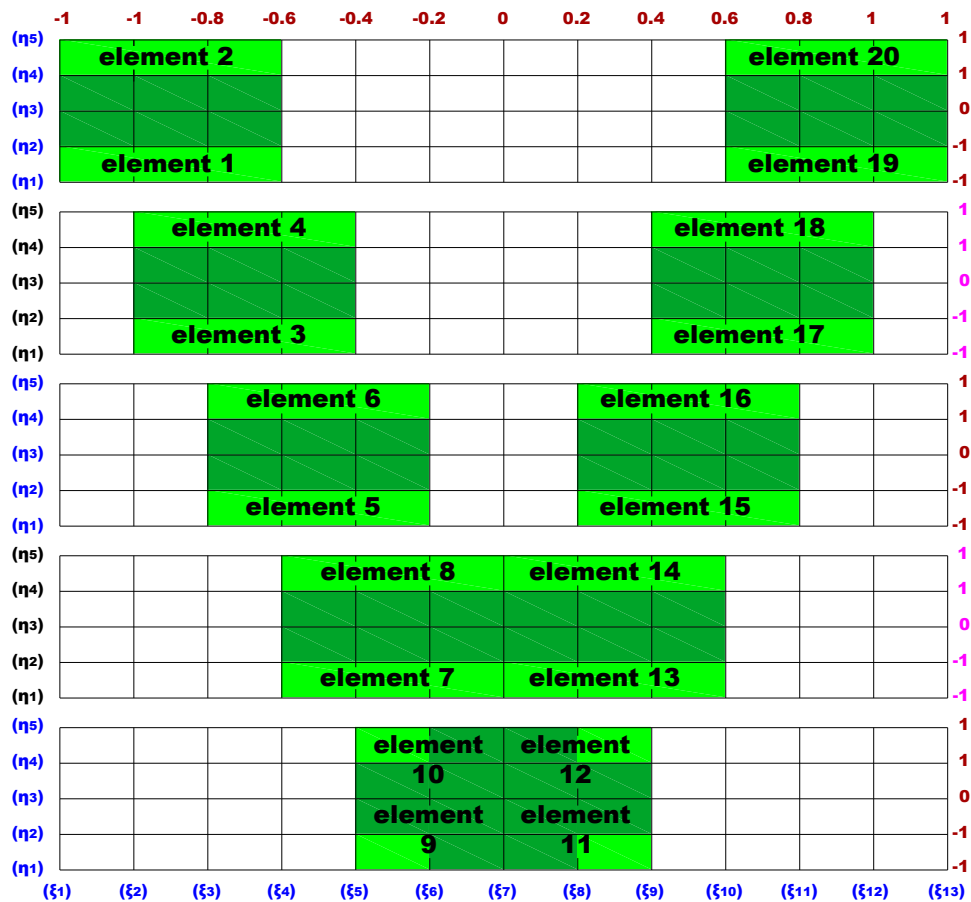 -1 -1 -0.6 -0.4 -0.2 0 0.2 0.4 0.6 1 1 1
(η5) element 2 element 20 1
(η4) 1
(η3) 0
(η2) -1
(η1) element 1 element 19 -1
(η5) element 4 element 18 1
(η4) 1
(η3) 0
(η2) -1
(η1) element 3 element 17 -1
(η5) element 6 element 16 1
(η4) 1
(η3) 0
(η2) -1
(η1) element 5 element 15 -1
(η5) element 8 element 14 1
(η4) 1
(η3) 0
(η2) -1
(η1) element 7 element 13 -1
(η5) element element 1
(η4) 10 12 1
(η3) 0
element element
(η2) -1
9 11
(η1) -1
(ξ1) (ξ2) (ξ3) (ξ4) (ξ5) (ξ6) (ξ7) (ξ8) (ξ9) (ξ10) (ξ11) (ξ12) (ξ13)